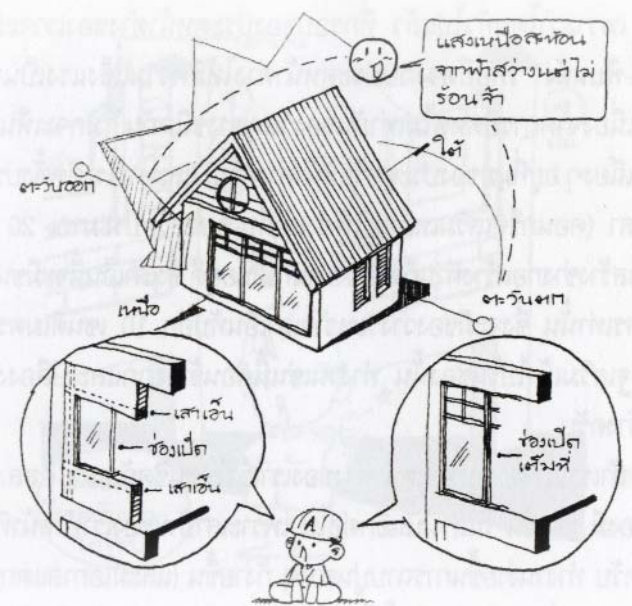 แสงเหนือสะท้อน
จากฟ้าสว่างแต่ไม่
ร้อนจ้า
ใต้
ตะวันออก
เหนือ
ตะวันตก
เสาเอ็น
ช่องเปิด
เสาเอ็น
ช่องเปิด
เต็มที่